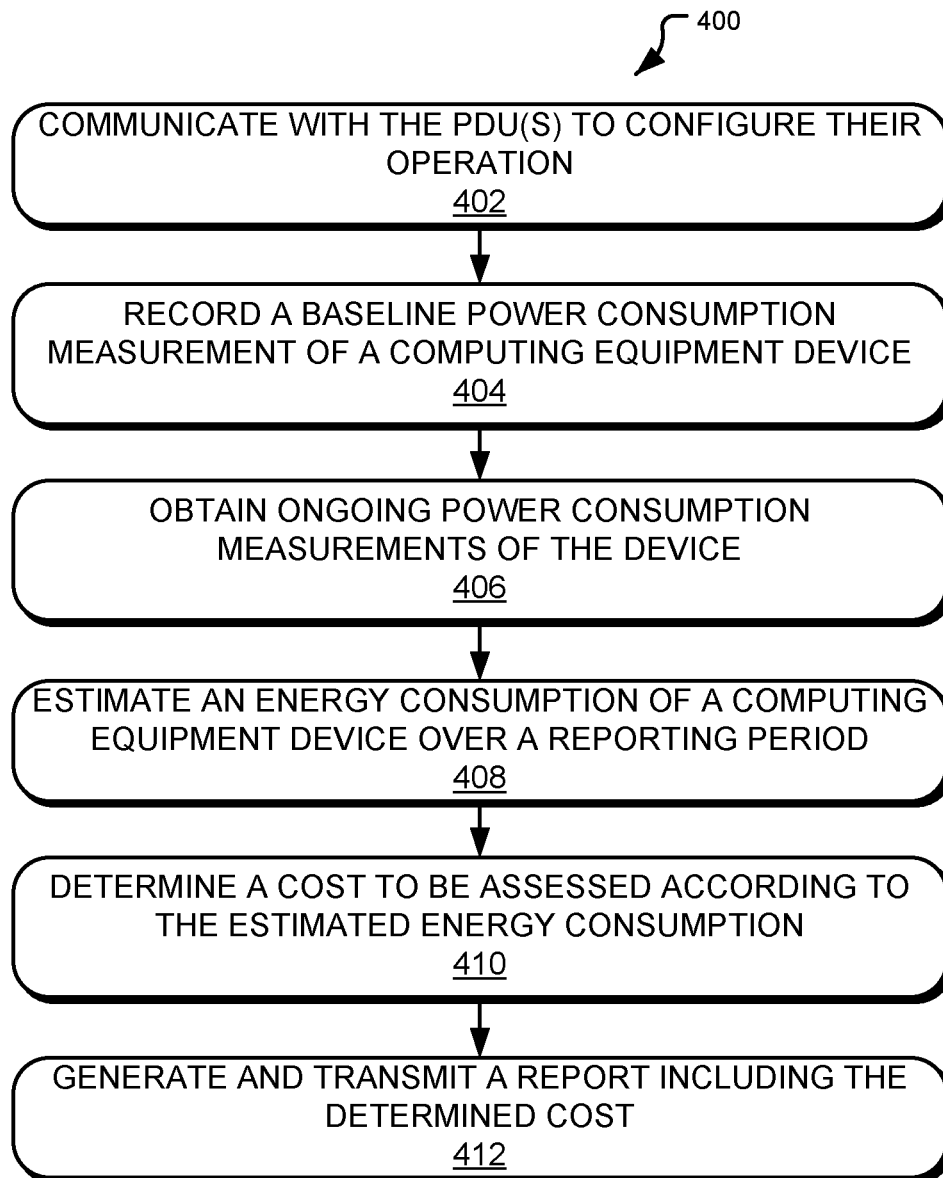 400
COMMUNICATE WITH THE PDU(S) TO CONFIGURE THEIR
OPERATION
402
RECORD A BASELINE POWER CONSUMPTION
MEASUREMENT OF A COMPUTING EQUIPMENT DEVICE
404
OBTAIN ONGOING POWER CONSUMPTION
MEASUREMENTS OF THE DEVICE
406
ESTIMATE AN ENERGY CONSUMPTION OF A COMPUTING
EQUIPMENT DEVICE OVER A REPORTING PERIOD
408
DETERMINE A COST TO BE ASSESSED ACCORDING TO
THE ESTIMATED ENERGY CONSUMPTION
410
GENERATE AND TRANSMIT A REPORT INCLUDING THE
DETERMINED COST
412